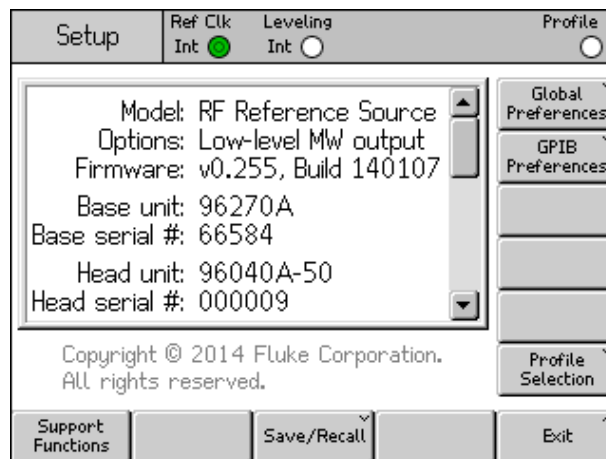 Setup
Ref Clk
Int
Leveling
Int
Profile
Model: RF Reference Source
Options: Low-level MW output
Firmware: v0.255, Build 140107
Base unit: 96270A
Base serial #: 66584
Head unit: 96040A-50
Head serial #: 000009
Copyright © 2014 Fluke Corporation.
All rights reserved.
Global
Preferences
GPIB
Preferences
Profile
Selection
Support
Functions
Save/Recall
Exit